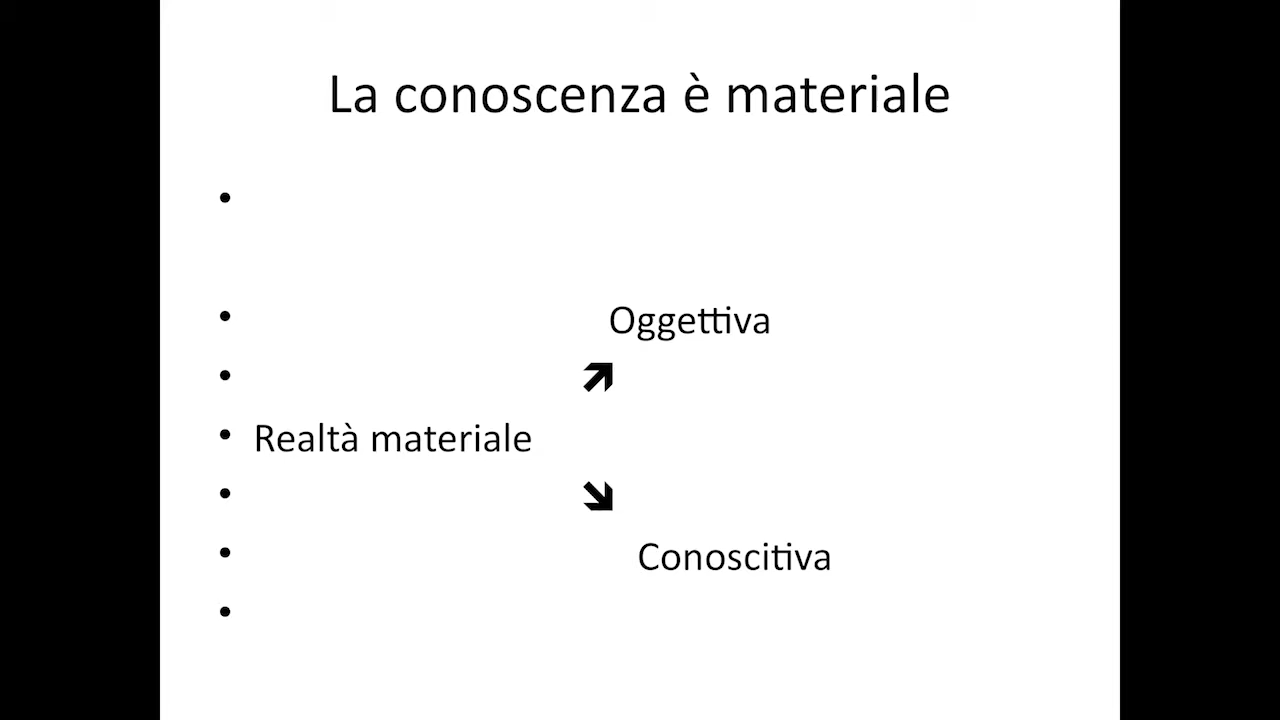 La conoscenza è materiale
•
• Oggettiva
• 🡽
• Realtà materiale
• 🡾
• Conoscitiva
•